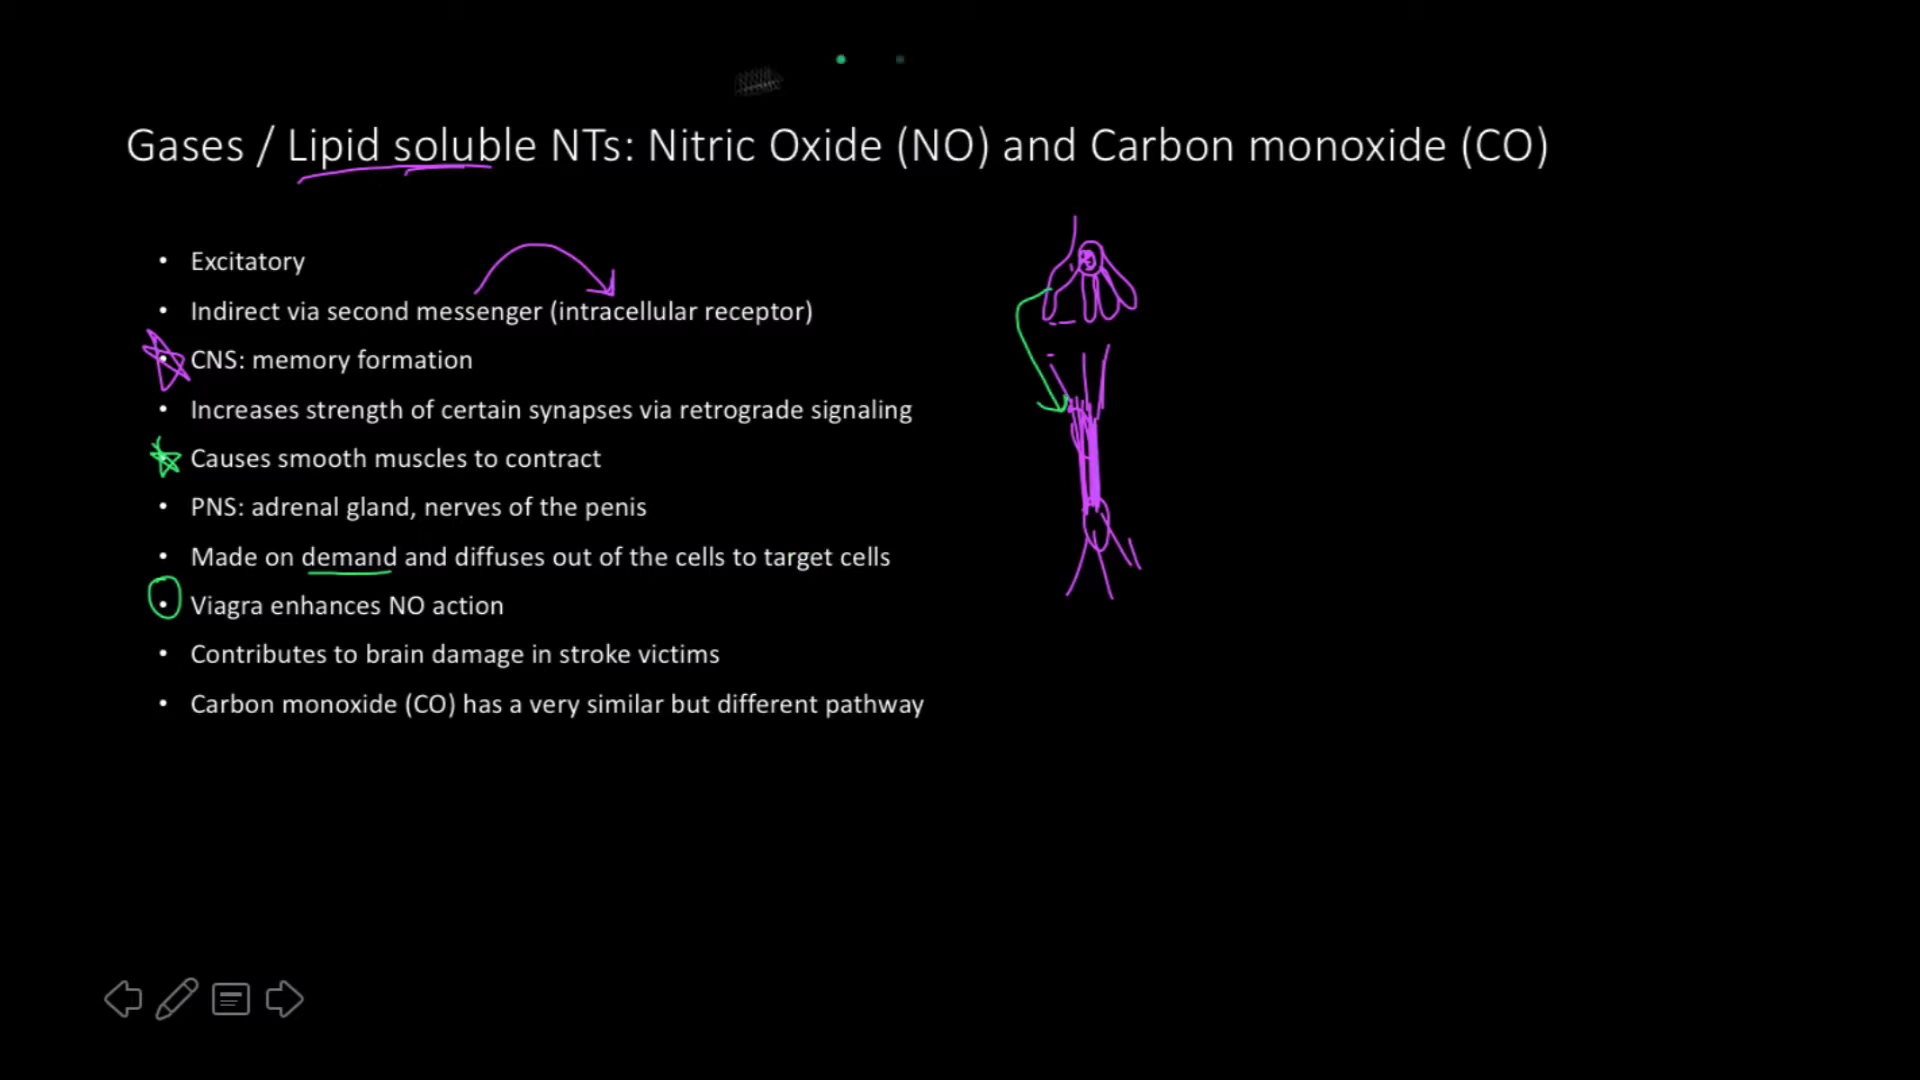 Gases / Lipid soluble NTs: Nitric Oxide (NO) and Carbon monoxide (CO)
• Excitatory
• Indirect via second messenger (intracellular receptor)
• CNS: memory formation
• Increases strength of certain synapses via retrograde signaling
• Causes smooth muscles to contract
• PNS: adrenal gland, nerves of the penis
• Made on demand and diffuses out of the cells to target cells
• Viagra enhances NO action
• Contributes to brain damage in stroke victims
• Carbon monoxide (CO) has a very similar but different pathway